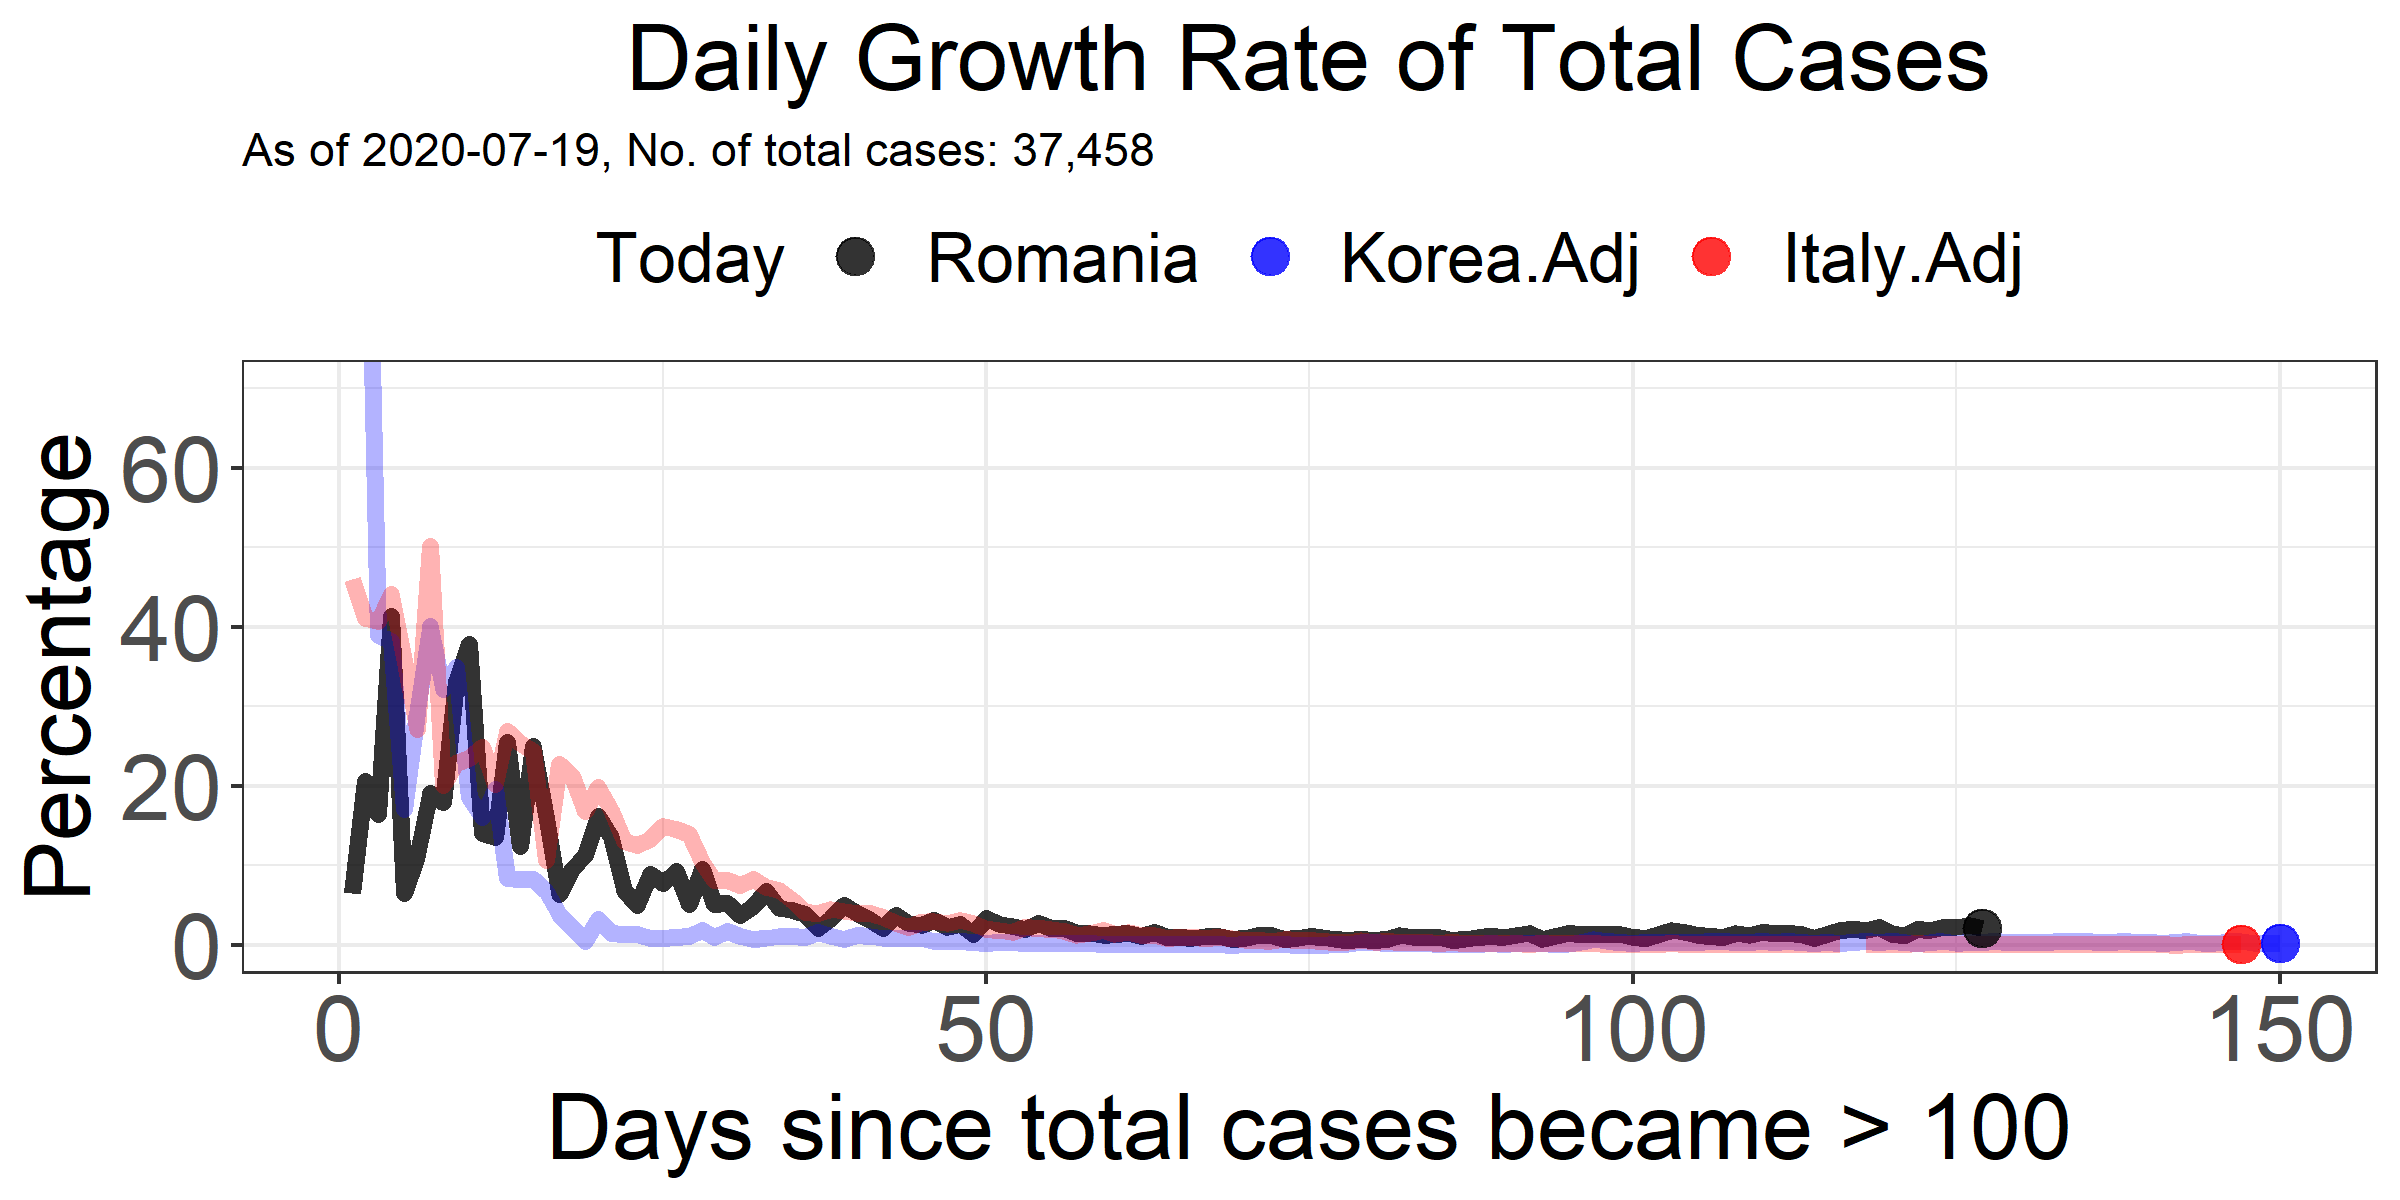 Daily Growth Rate of Total Cases
As of 2020-07-19, No. of total cases: 37,458
Today Romania Korea.Adj Italy.Adj
Percentage
60
40
20
0
0 50 100 150
Days since total cases became > 100